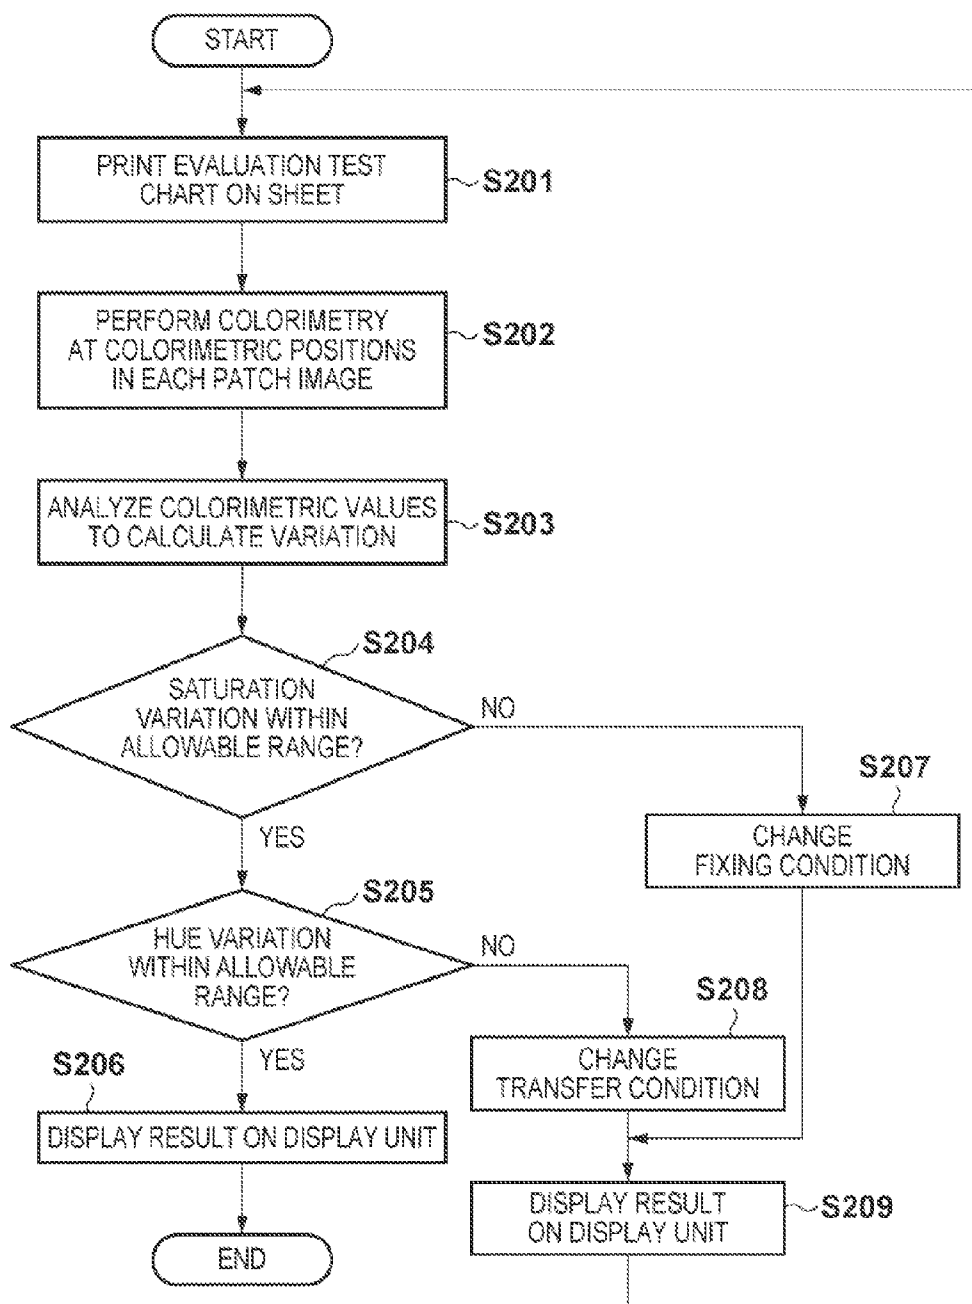 START
PRINT EVALUATION TEST
CHART ON SHEET
S201
PERFORM COLORIMETRY
AT COLORIMETRIC POSITIONS
IN EACH PATCH IMAGE
S202
ANALYZE COLORIMETRIC VALUES
TO CALCULATE VARIATION
S203
S204
SATURATION
VARIATION WITHIN
ALLOWABLE RANGE?
NO
YES
S207
CHANGE
FIXING CONDITION
S205
HUE VARIATION
WITHIN ALLOWABLE
RANGE?
NO
YES
S208
CHANGE
TRANSFER CONDITION
S206
DISPLAY RESULT ON DISPLAY UNIT
DISPLAY RESULT
ON DISPLAY UNIT
S209
END